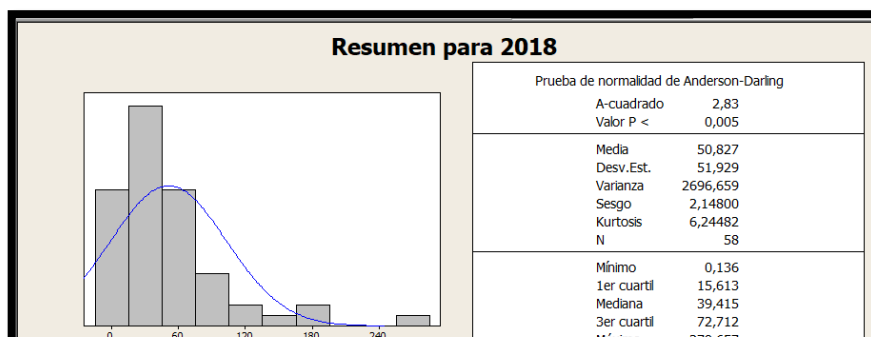 Resumen para 2018
Prueba de normalidad de Anderson-Darling
A-cuadrado 2,83
Valor P < 0,005
Media 50,827
Desv.Est. 51,929
Varianza 2696,659
Sesgo 2,14800
Kurtosis 6,24482
N 58
Mínimo 0,136
1er cuartil 15,613
Mediana 39,415
3er cuartil 72,712
0 60 120 180 240